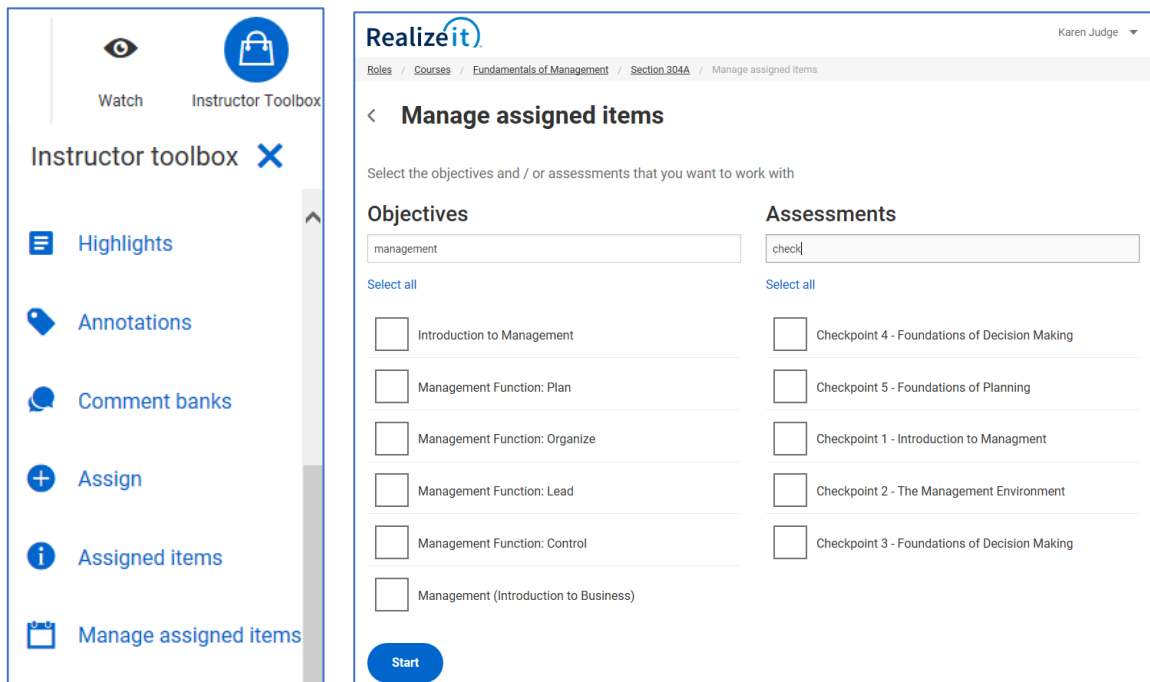 Watch
Instructor Toolbox
Instructor toolbox
Highlights
Annotations
Comment banks
Assign
Assigned items
Manage assigned items
Realizeit
Karen Judge
Roles / Courses / Fundamentals of Management / Section 304A / Manage assigned items
Manage assigned items
Select the objectives and / or assessments that you want to work with
Objectives
management
Select all
Introduction to Management
Management Function: Plan
Management Function: Organize
Management Function: Lead
Management Function: Control
Management (Introduction to Business)
Start
Assessments
check
Select all
Checkpoint 4 - Foundations of Decision Making
Checkpoint 5 - Foundations of Planning
Checkpoint 1 - Introduction to Managment
Checkpoint 2 - The Management Environment
Checkpoint 3 - Foundations of Decision Making